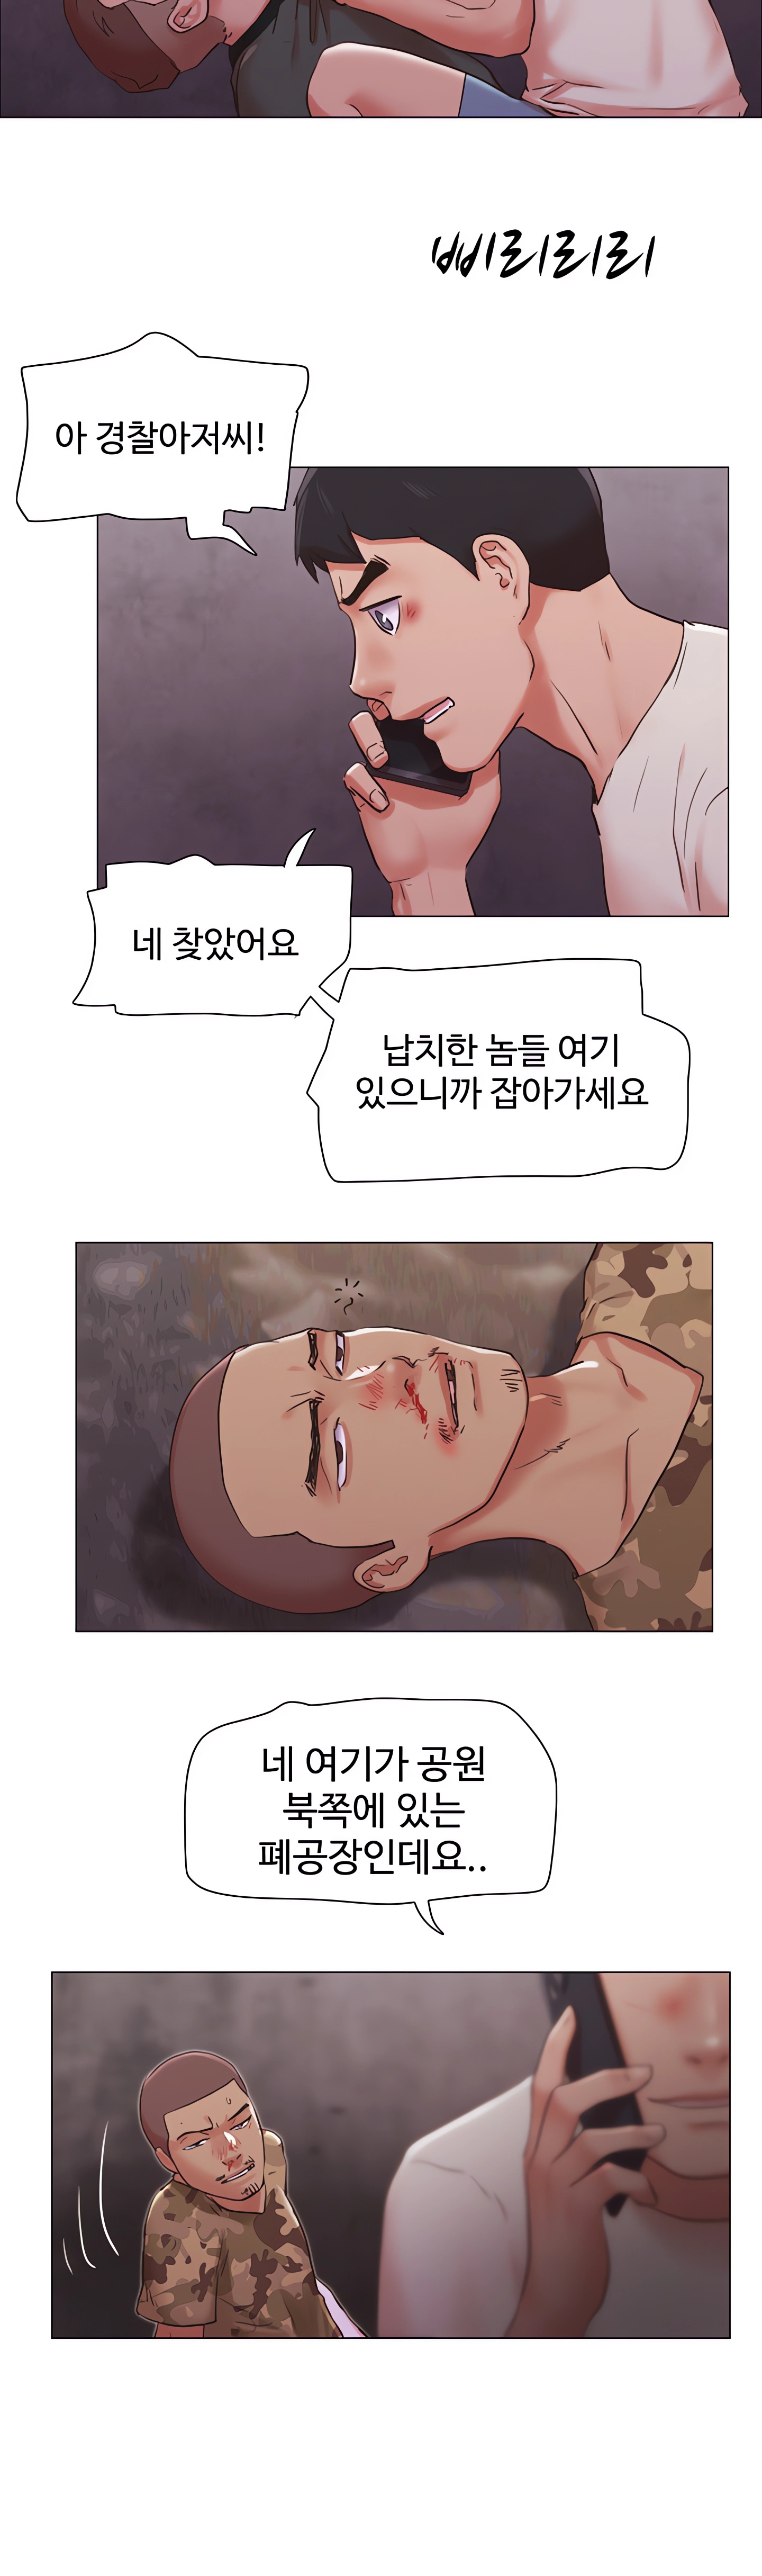 삐리리리
아 경찰아저씨!
네 찾았어요
납치한 놈들 여기
있으니까 잡아가세요
네 여기가 공원
북쪽에 있는
폐공장인데요..